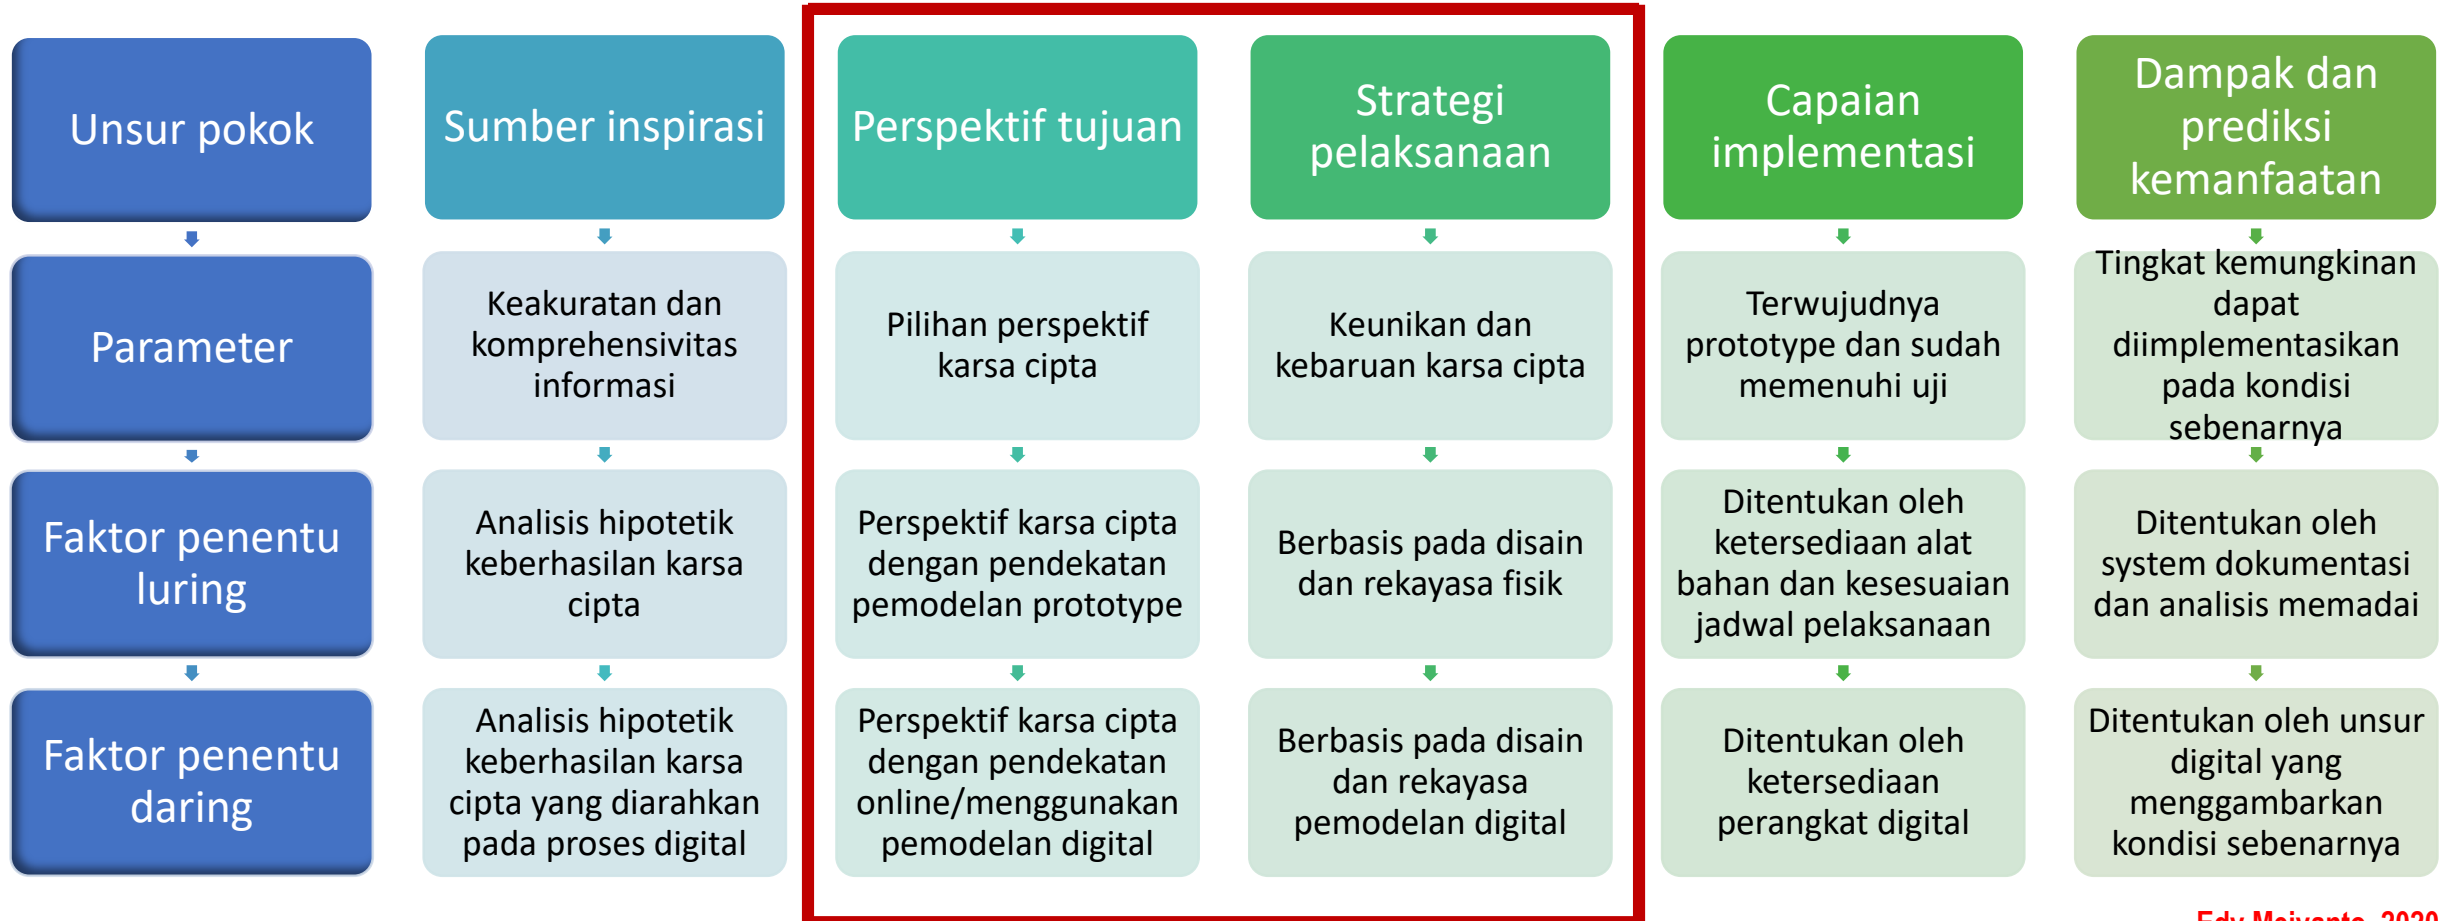 Unsur pokok
Parameter
Faktor penentu
luring
Faktor penentu
daring
Sumber inspirasi
Keakuratan dan
komprehensivitas
informasi
Analisis hipotetik
keberhasilan karsa
cipta
Analisis hipotetik
keberhasilan karsa
cipta yang diarahkan
pada proses digital
Perspektif tujuan
Pilihan perspektif
karsa cipta
Perspektif karsa cipta
dengan pendekatan
pemodelan prototype
Perspektif karsa cipta
dengan pendekatan
online/menggunakan
pemodelan digital
Strategi
pelaksanaan
Keunikan dan
kebaruan karsa cipta
Berbasis pada disain
dan rekayasa fisik
Berbasis pada disain
dan rekayasa
pemodelan digital
Capaian
implementasi
Terwujudnya
prototype dan sudah
memenuhi uji
Ditentukan oleh
ketersediaan alat
bahan dan kesesuaian
jadwal pelaksanaan
Ditentukan oleh
ketersediaan
perangkat digital
Dampak dan
prediksi
kemanfaatan
Tingkat kemungkinan
dapat
diimplementasikan
pada kondisi
sebenarnya
Ditentukan oleh
system dokumentasi
dan analisis memadai
Ditentukan oleh unsur
digital yang
menggambarkan
kondisi sebenarnya